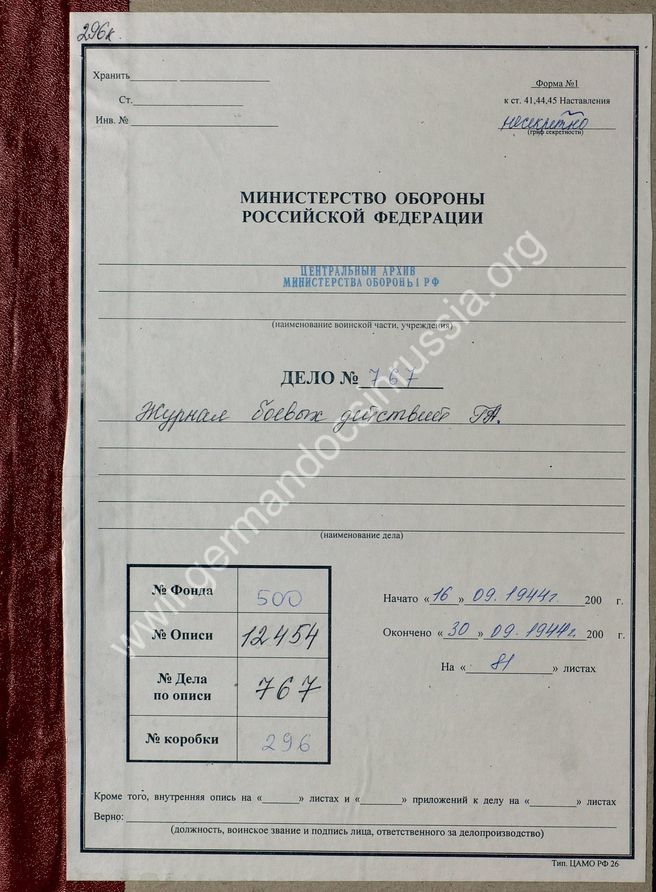 296к.
Хранить
Форма №1
Ст.
к ст. 41,44,45 Наставления
Инв. №
несекретно
(гриф секретности)
МИНИСТЕРСТВО ОБОРОНЫ
РОССИЙСКОЙ ФЕДЕРАЦИИ
ЦЕНТРАЛЬНЫЙ АРХИВ
МИНИСТЕРСТВА ОБОРОНЫ РФ
(наименование воинской части, учреждения)
ДЕЛО № 767
Журнал боевых действий ГА.
(наименование дела)
№ Фонда 500
№ Описи 12454
№ Дела
по описи 767
№ коробки 296
Начато «16» 09.1944г. 200 г.
Окончено «30» 09.1944г. 200 г.
На « 81 » листах
Кроме того, внутренняя опись на « » листах и « » приложений к делу на « » листах
Верно:
(должность, воинское звание и подпись лица, ответственного за делопроизводство)
Тип. ЦАМО РФ 26
www.germandocsinrussia.org